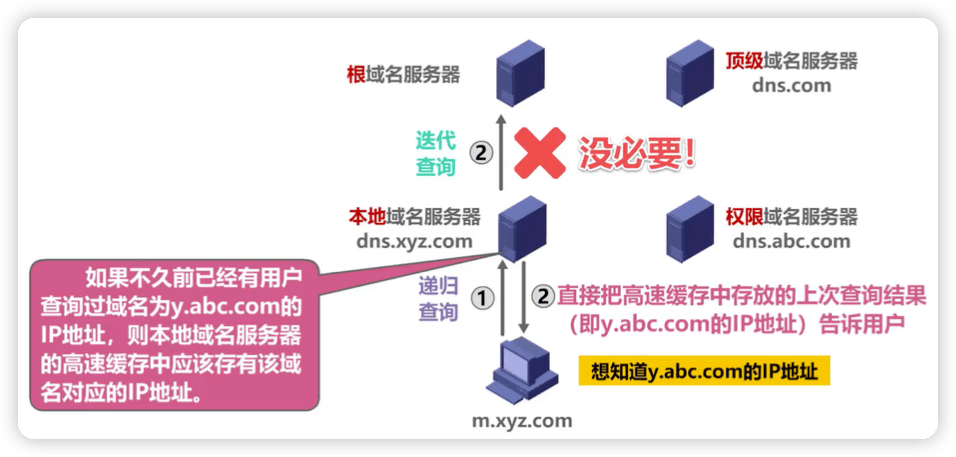 根域名服务器
顶级域名服务器
dns.com
迭代
查询
②
没必要！
本地域名服务器
dns.xyz.com
权限域名服务器
dns.abc.com
如果不久前已经有用户
查询过域名为y.abc.com的
IP地址，则本地域名服务器
的高速缓存中应该存有该域
名对应的IP地址。
递归
查询
①
②直接把高速缓存中存放的上次查询结果
（即y.abc.com的IP地址）告诉用户
想知道y.abc.com的IP地址
m.xyz.com